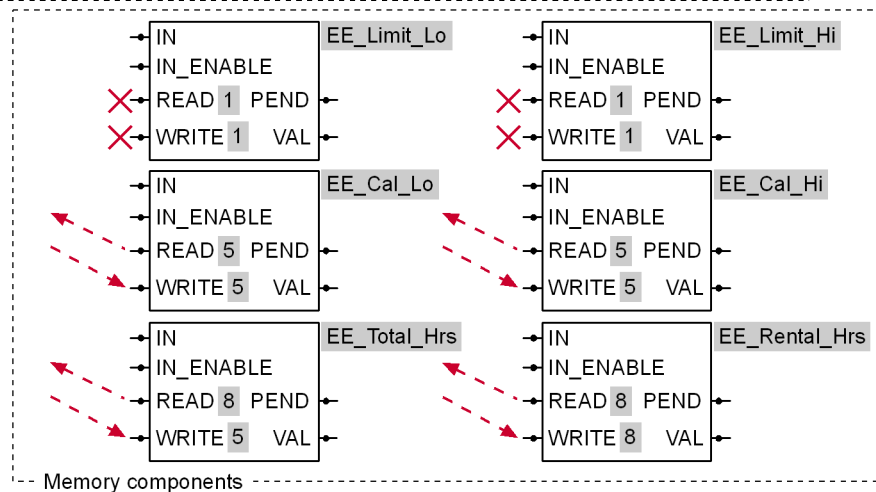 IN EE_Limit_Lo
IN_ENABLE
READ 1 PEND
WRITE 1 VAL
IN EE_Limit_Hi
IN_ENABLE
READ 1 PEND
WRITE 1 VAL
IN EE_Cal_Lo
IN_ENABLE
READ 5 PEND
WRITE 5 VAL
IN EE_Cal_Hi
IN_ENABLE
READ 5 PEND
WRITE 5 VAL
IN EE_Total_Hrs
IN_ENABLE
READ 8 PEND
WRITE 5 VAL
IN EE_Rental_Hrs
IN_ENABLE
READ 8 PEND
WRITE 8 VAL
Memory components